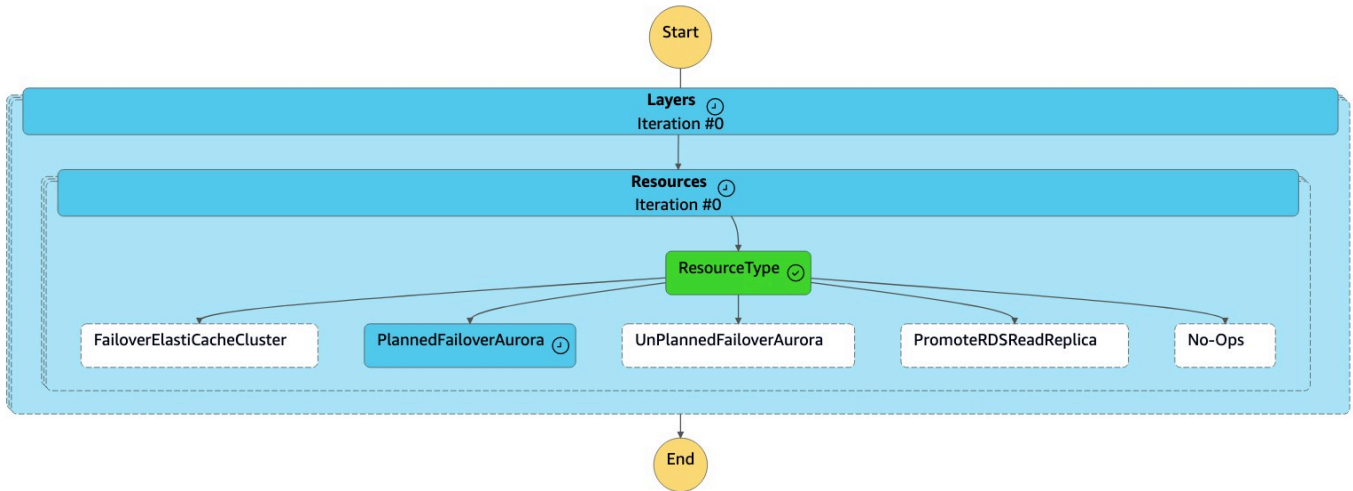 Start
Layers
Iteration #0
Resources
Iteration #0
ResourceType
FailoverElastiCacheCluster
PlannedFailoverAurora
UnPlannedFailoverAurora
PromoteRDSReadReplica
No-Ops
End